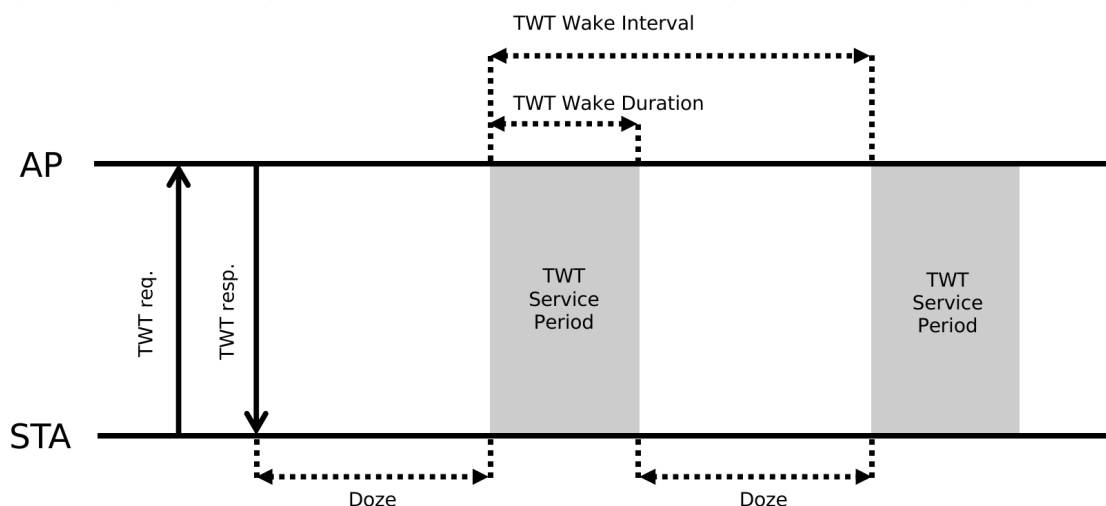 TWT Wake Interval
TWT Wake Duration
AP
TWT req.
TWT resp.
TWT
Service
Period
TWT
Service
Period
STA
Doze
Doze